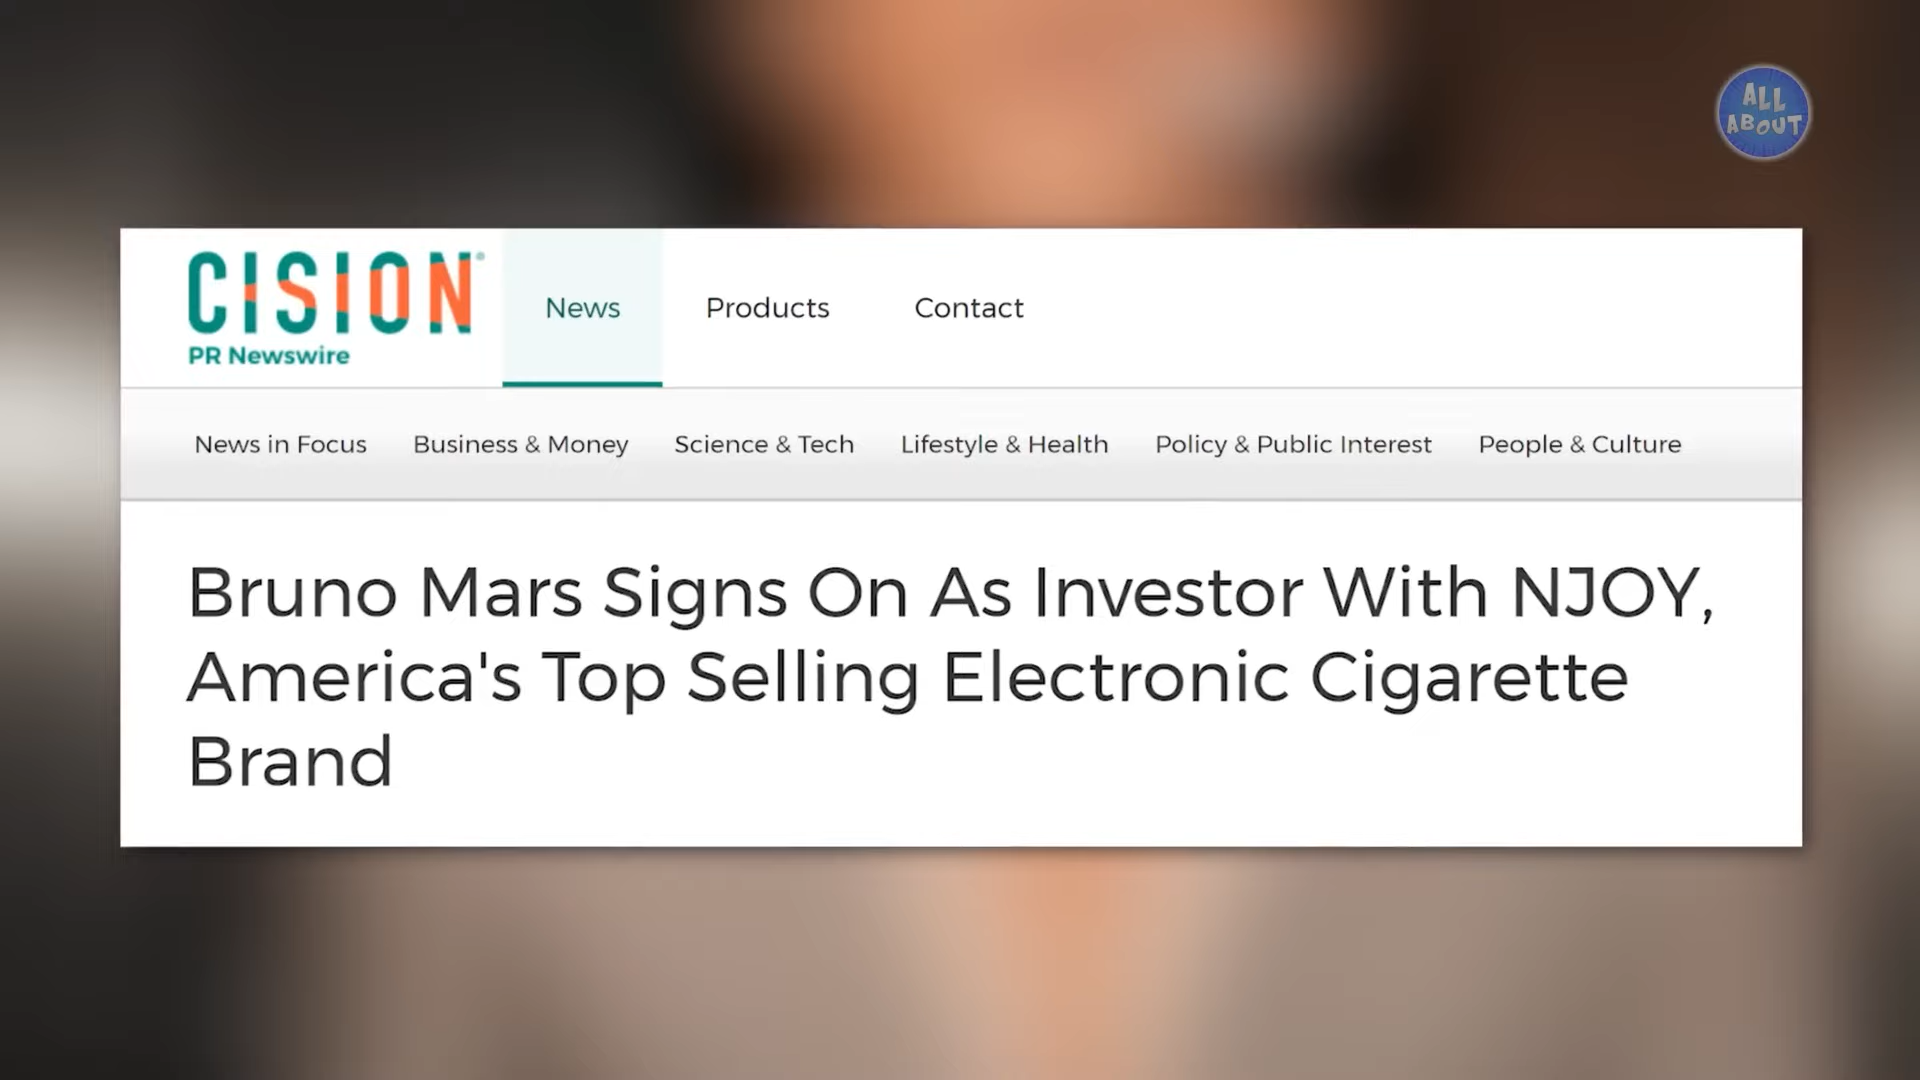 ALL
ABOUT
CISION
PR Newswire
News Products Contact
News in Focus Business & Money Science & Tech Lifestyle & Health Policy & Public Interest People & Culture
Bruno Mars Signs On As Investor With NJOY,
America's Top Selling Electronic Cigarette
Brand